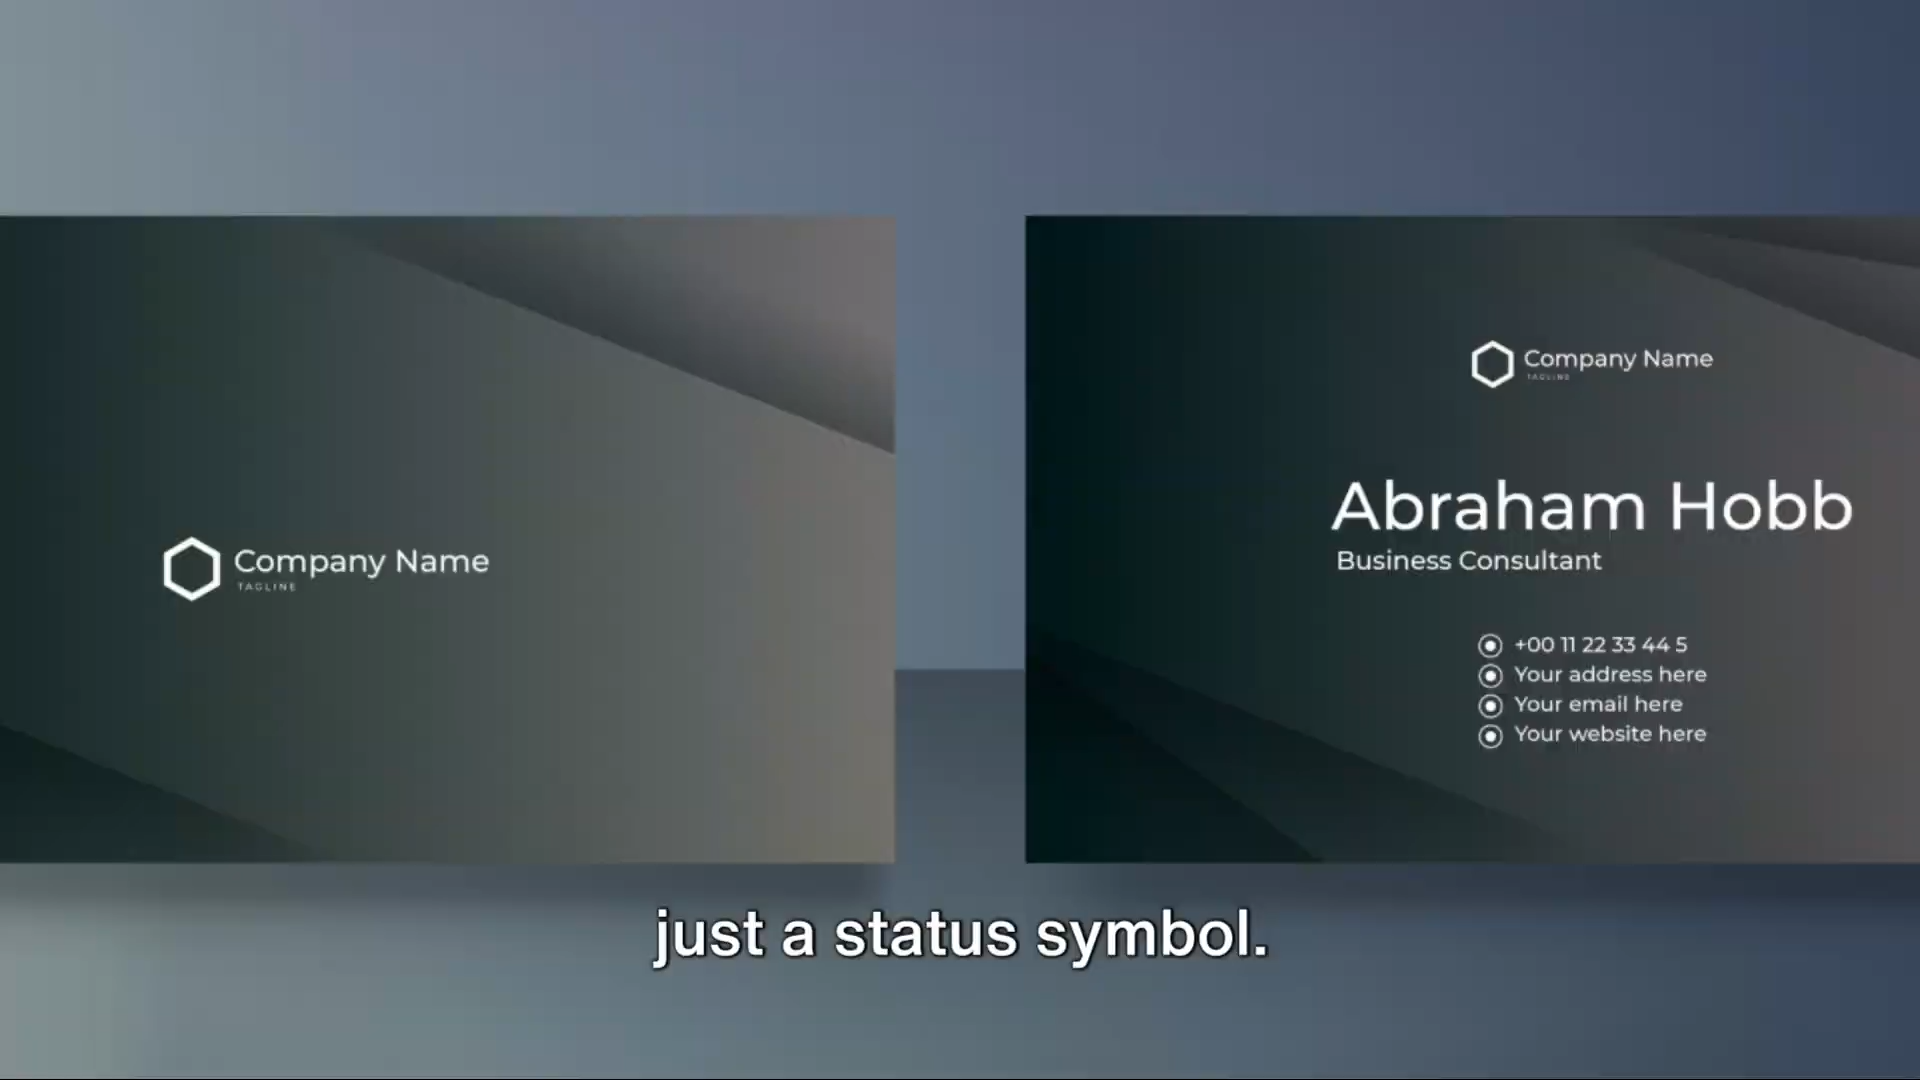 Company Name
TAGLINE
Company Name
TAGLINE
Abraham Hobb
Business Consultant
+00 11 22 33 44 5
Your address here
Your email here
Your website here
just a status symbol.